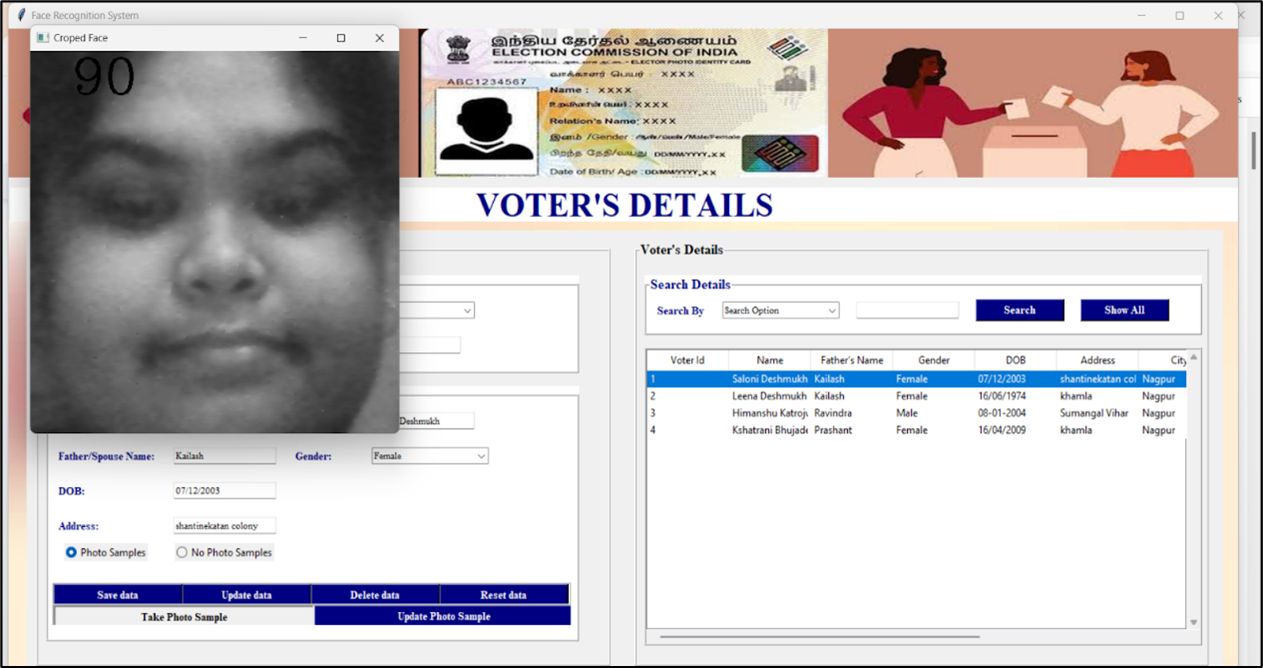 Face Recognition System
Croped Face
90
இந்திய தேர்தல் ஆணையம்
ELECTION COMMISSION OF INDIA
ELECTOR PHOTO IDENTITY CARD
ABC1234567
வாக்காளர் பெயர் : XXXX
Name : XXXX
உறவினரின் பெயர் : XXXX
Relation's Name: XXXX
இனம் /Gender : ஆண்/பெண்/Male/Female
பிறந்த தேதி/வயது DD/MM/YYYY,XX
Date of Birth/ Age : DD/MM/YYYY,XX
VOTER'S DETAILS
Deshmukh
Father/Spouse Name: Kailash Gender: Female
DOB: 07/12/2003
Address: shantinekatan colony
Photo Samples No Photo Samples
Save data Update data Delete data Reset data
Take Photo Sample Update Photo Sample
Voter's Details
Search Details
Search By Search Option Search Show All
Voter Id Name Father's Name Gender DOB Address City
1 Saloni Deshmukh Kailash Female 07/12/2003 shantinekatan col Nagpur
2 Leena Deshmukh Kailash Female 16/06/1974 khamla Nagpur
3 Himanshu Katroju Ravindra Male 08-01-2004 Sumangal Vihar Nagpur
4 Kshatrani Bhujade Prashant Female 16/04/2009 khamla Nagpur